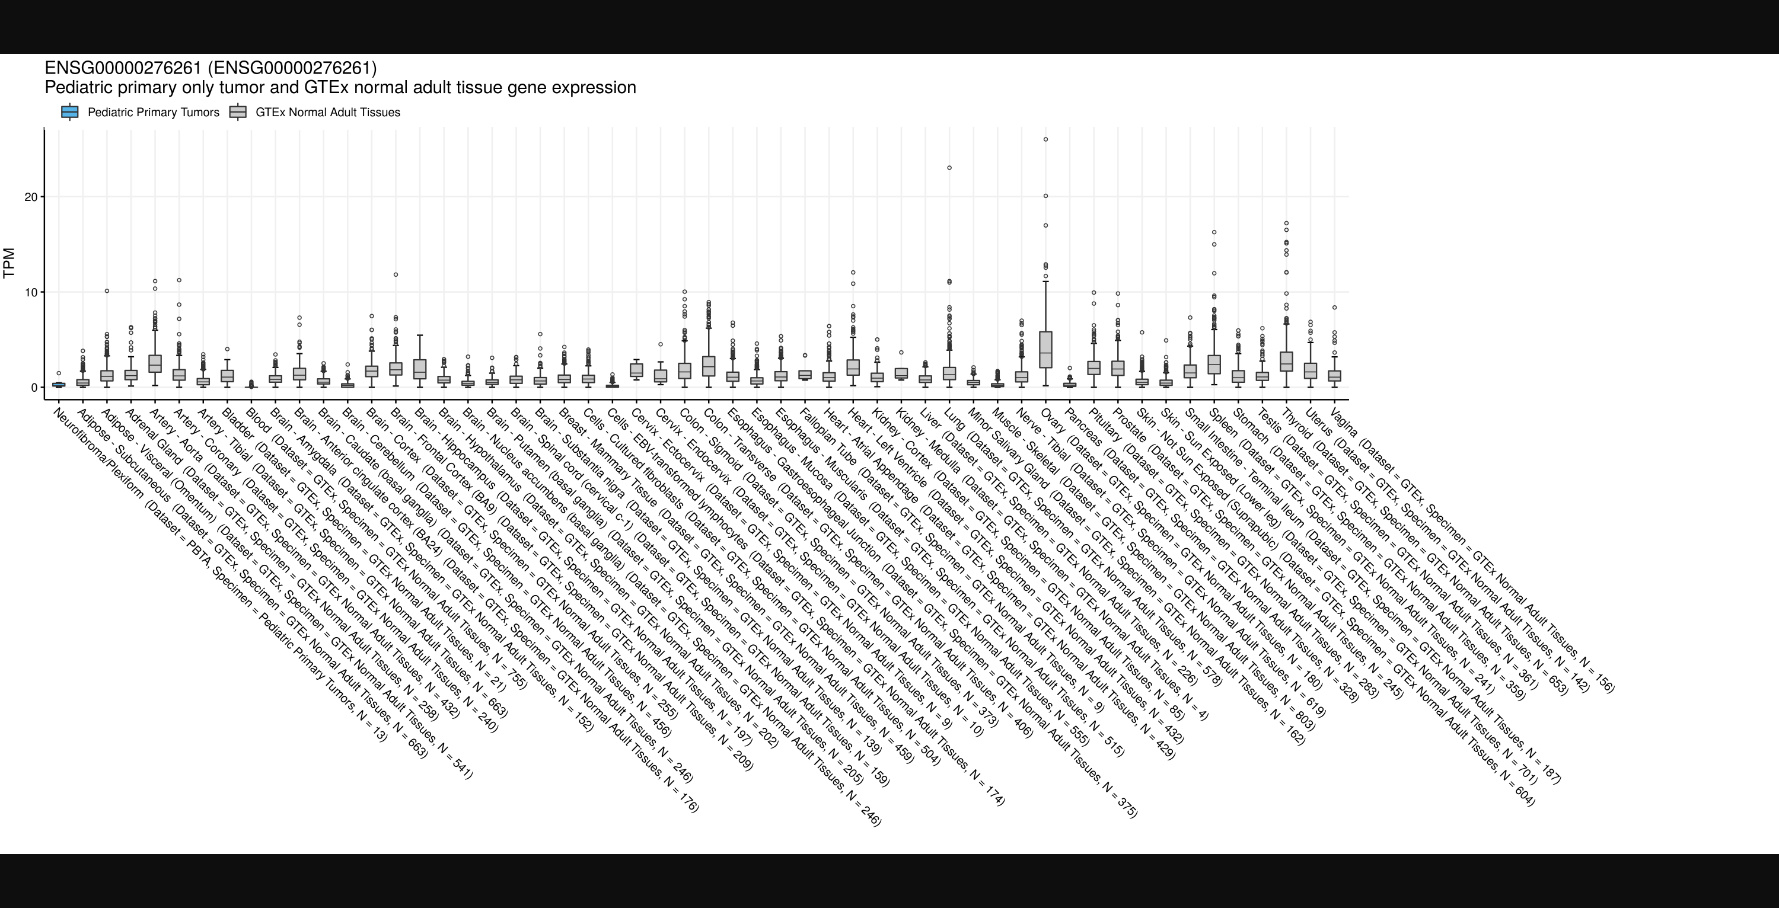 ENSG00000276261 (ENSG00000276261)
Pediatric primary only tumor and GTEx normal adult tissue gene expression
Pediatric Primary Tumors
GTEx Normal Adult Tissues
TPM
20
10
0
Neurofibroma/Plexiform (Dataset = PBTA, Specimen = Pediatric Primary Tumors, N = 13)
Adipose - Subcutaneous (Dataset = GTEx, Specimen = GTEx Normal Adult Tissues, N = 663)
Adipose - Visceral (Omentum) (Dataset = GTEx, Specimen = GTEx Normal Adult Tissues, N = 541)
Adrenal Gland (Dataset = GTEx, Specimen = GTEx Normal Adult Tissues, N = 258)
Artery - Aorta (Dataset = GTEx, Specimen = GTEx Normal Adult Tissues, N = 432)
Artery - Coronary (Dataset = GTEx, Specimen = GTEx Normal Adult Tissues, N = 240)
Artery - Tibial (Dataset = GTEx, Specimen = GTEx Normal Adult Tissues, N = 663)
Bladder (Dataset = GTEx, Specimen = GTEx Normal Adult Tissues, N = 21)
Blood (Dataset = GTEx, Specimen = GTEx Normal Adult Tissues, N = 755)
Brain - Amygdala (Dataset = GTEx, Specimen = GTEx Normal Adult Tissues, N = 152)
Brain - Anterior cingulate cortex (BA24) (Dataset = GTEx, Specimen = GTEx Normal Adult Tissues, N = 176)
Brain - Caudate (basal ganglia) (Dataset = GTEx, Specimen = GTEx Normal Adult Tissues, N = 246)
Brain - Cerebellum (Dataset = GTEx, Specimen = GTEx Normal Adult Tissues, N = 456)
Brain - Cortex (Dataset = GTEx, Specimen = GTEx Normal Adult Tissues, N = 255)
Brain - Frontal Cortex (BA9) (Dataset = GTEx, Specimen = GTEx Normal Adult Tissues, N = 209)
Brain - Hippocampus (Dataset = GTEx, Specimen = GTEx Normal Adult Tissues, N = 197)
Brain - Hypothalamus (Dataset = GTEx, Specimen = GTEx Normal Adult Tissues, N = 202)
Brain - Nucleus accumbens (basal ganglia) (Dataset = GTEx, Specimen = GTEx Normal Adult Tissues, N = 246)
Brain - Putamen (basal ganglia) (Dataset = GTEx, Specimen = GTEx Normal Adult Tissues, N = 205)
Brain - Spinal cord (cervical c-1) (Dataset = GTEx, Specimen = GTEx Normal Adult Tissues, N = 159)
Brain - Substantia nigra (Dataset = GTEx, Specimen = GTEx Normal Adult Tissues, N = 139)
Breast - Mammary Tissue (Dataset = GTEx, Specimen = GTEx Normal Adult Tissues, N = 459)
Cells - Cultured fibroblasts (Dataset = GTEx, Specimen = GTEx Normal Adult Tissues, N = 504)
Cells - EBV-transformed lymphocytes (Dataset = GTEx, Specimen = GTEx Normal Adult Tissues, N = 174)
Cervix - Ectocervix (Dataset = GTEx, Specimen = GTEx Normal Adult Tissues, N = 9)
Cervix - Endocervix (Dataset = GTEx, Specimen = GTEx Normal Adult Tissues, N = 10)
Colon - Sigmoid (Dataset = GTEx, Specimen = GTEx Normal Adult Tissues, N = 373)
Colon - Transverse (Dataset = GTEx, Specimen = GTEx Normal Adult Tissues, N = 406)
Esophagus - Gastroesophageal Junction (Dataset = GTEx, Specimen = GTEx Normal Adult Tissues, N = 375)
Esophagus - Mucosa (Dataset = GTEx, Specimen = GTEx Normal Adult Tissues, N = 555)
Esophagus - Muscularis (Dataset = GTEx, Specimen = GTEx Normal Adult Tissues, N = 515)
Fallopian Tube (Dataset = GTEx, Specimen = GTEx Normal Adult Tissues, N = 9)
Heart - Atrial Appendage (Dataset = GTEx, Specimen = GTEx Normal Adult Tissues, N = 429)
Heart - Left Ventricle (Dataset = GTEx, Specimen = GTEx Normal Adult Tissues, N = 432)
Kidney - Cortex (Dataset = GTEx, Specimen = GTEx Normal Adult Tissues, N = 85)
Kidney - Medulla (Dataset = GTEx, Specimen = GTEx Normal Adult Tissues, N = 4)
Liver (Dataset = GTEx, Specimen = GTEx Normal Adult Tissues, N = 226)
Lung (Dataset = GTEx, Specimen = GTEx Normal Adult Tissues, N = 578)
Minor Salivary Gland (Dataset = GTEx, Specimen = GTEx Normal Adult Tissues, N = 162)
Muscle - Skeletal (Dataset = GTEx, Specimen = GTEx Normal Adult Tissues, N = 803)
Nerve - Tibial (Dataset = GTEx, Specimen = GTEx Normal Adult Tissues, N = 619)
Ovary (Dataset = GTEx, Specimen = GTEx Normal Adult Tissues, N = 180)
Pancreas (Dataset = GTEx, Specimen = GTEx Normal Adult Tissues, N = 328)
Pituitary (Dataset = GTEx, Specimen = GTEx Normal Adult Tissues, N = 283)
Prostate (Dataset = GTEx, Specimen = GTEx Normal Adult Tissues, N = 245)
Skin - Not Sun Exposed (Suprapubic) (Dataset = GTEx, Specimen = GTEx Normal Adult Tissues, N = 604)
Skin - Sun Exposed (Lower leg) (Dataset = GTEx, Specimen = GTEx Normal Adult Tissues, N = 701)
Small Intestine - Terminal Ileum (Dataset = GTEx, Specimen = GTEx Normal Adult Tissues, N = 187)
Spleen (Dataset = GTEx, Specimen = GTEx Normal Adult Tissues, N = 241)
Stomach (Dataset = GTEx, Specimen = GTEx Normal Adult Tissues, N = 359)
Testis (Dataset = GTEx, Specimen = GTEx Normal Adult Tissues, N = 361)
Thyroid (Dataset = GTEx, Specimen = GTEx Normal Adult Tissues, N = 653)
Uterus (Dataset = GTEx, Specimen = GTEx Normal Adult Tissues, N = 142)
Vagina (Dataset = GTEx, Specimen = GTEx Normal Adult Tissues, N = 156)